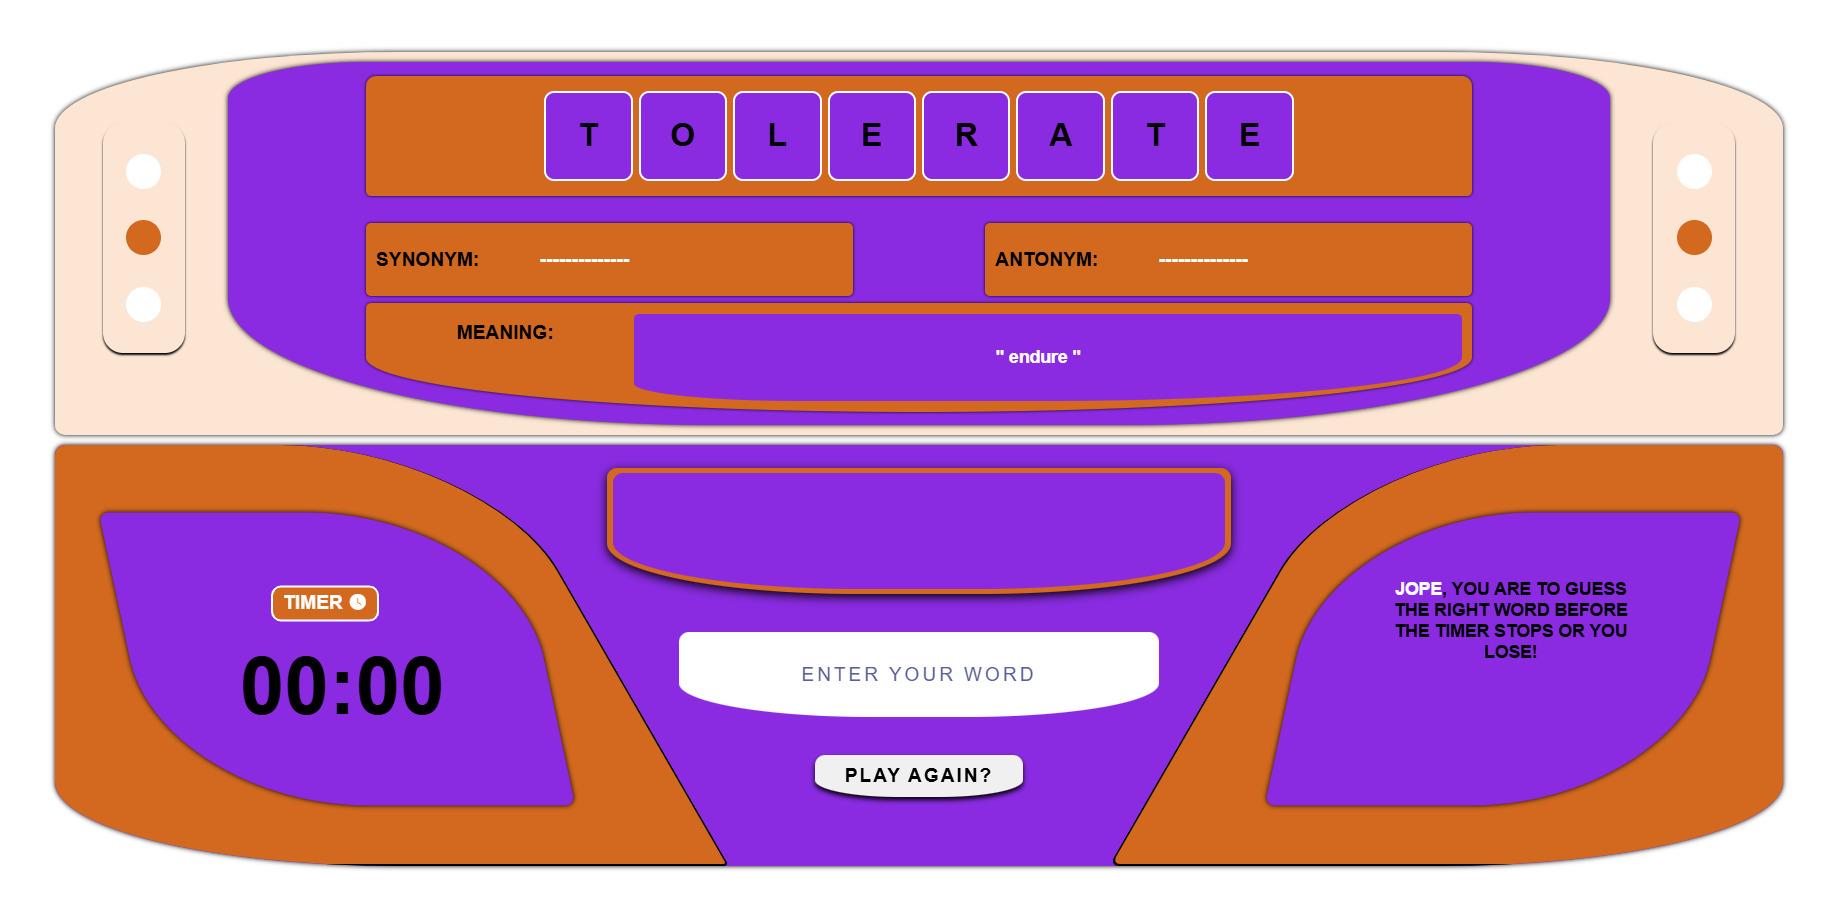 T O L E R A T E
SYNONYM: --------------
ANTONYM: --------------
MEANING:
" endure "
TIMER
00:00
ENTER YOUR WORD
PLAY AGAIN?
JOPE, YOU ARE TO GUESS
THE RIGHT WORD BEFORE
THE TIMER STOPS OR YOU
LOSE!